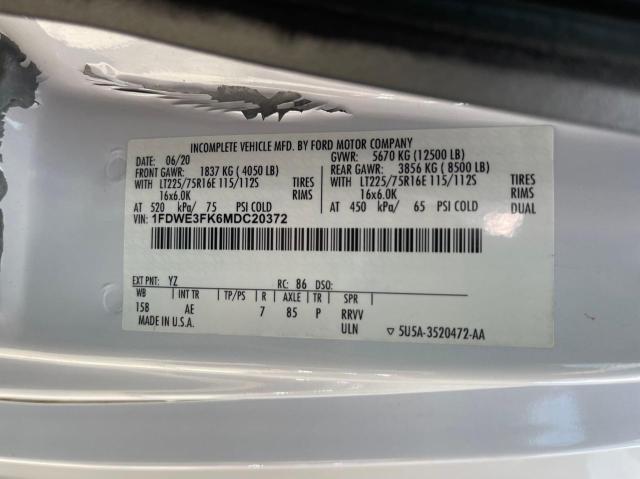 INCOMPLETE VEHICLE MFD. BY FORD MOTOR COMPANY
DATE: 06/20 GVWR: 5670 KG (12500 LB)
FRONT GAWR: 1837 KG ( 4050 LB) REAR GAWR: 3856 KG ( 8500 LB)
WITH LT225/75R16E 115/112S TIRES WITH LT225/75R16E 115/112S TIRES
16x6.0K RIMS 16x6.0K RIMS
AT 520 kPa/ 75 PSI COLD AT 450 kPa/ 65 PSI COLD DUAL
VIN: 1FDWE3FK6MDC20372
EXT PNT: YZ RC: 86 DSO:
WB INT TR TP/PS R AXLE TR SPR
158 AE 7 85 P RRVV
MADE IN U.S.A. ULN ▽ 5U5A-3520472-AA